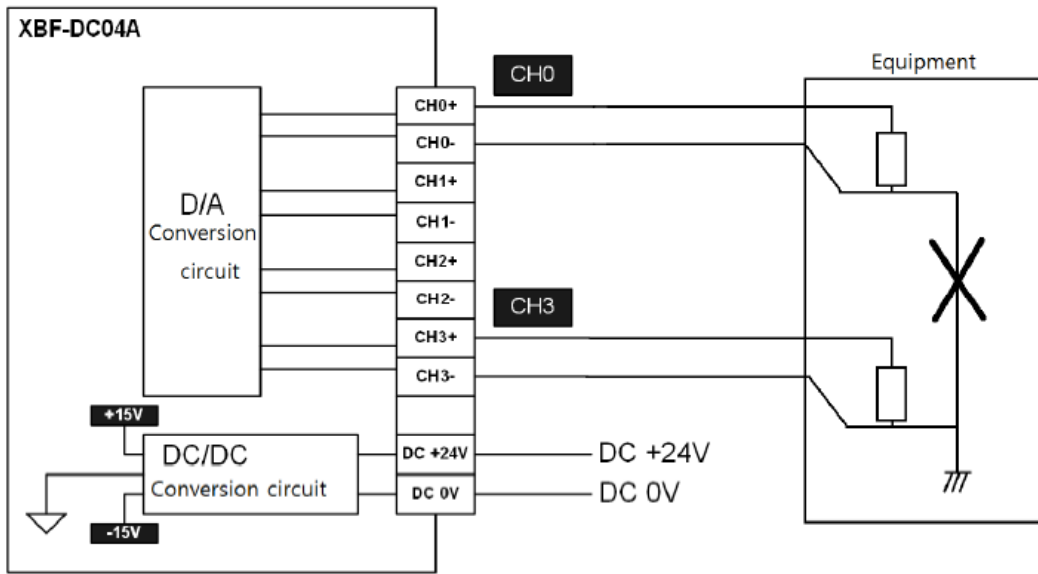 XBF-DC04A
CH0
Equipment
CH0+
CH0-
CH1+
D/A
Conversion
circuit
CH1-
CH2+
CH2-
CH3
CH3+
CH3-
+15V
DC/DC
Conversion circuit
DC +24V
DC +24V
DC 0V
DC 0V
-15V